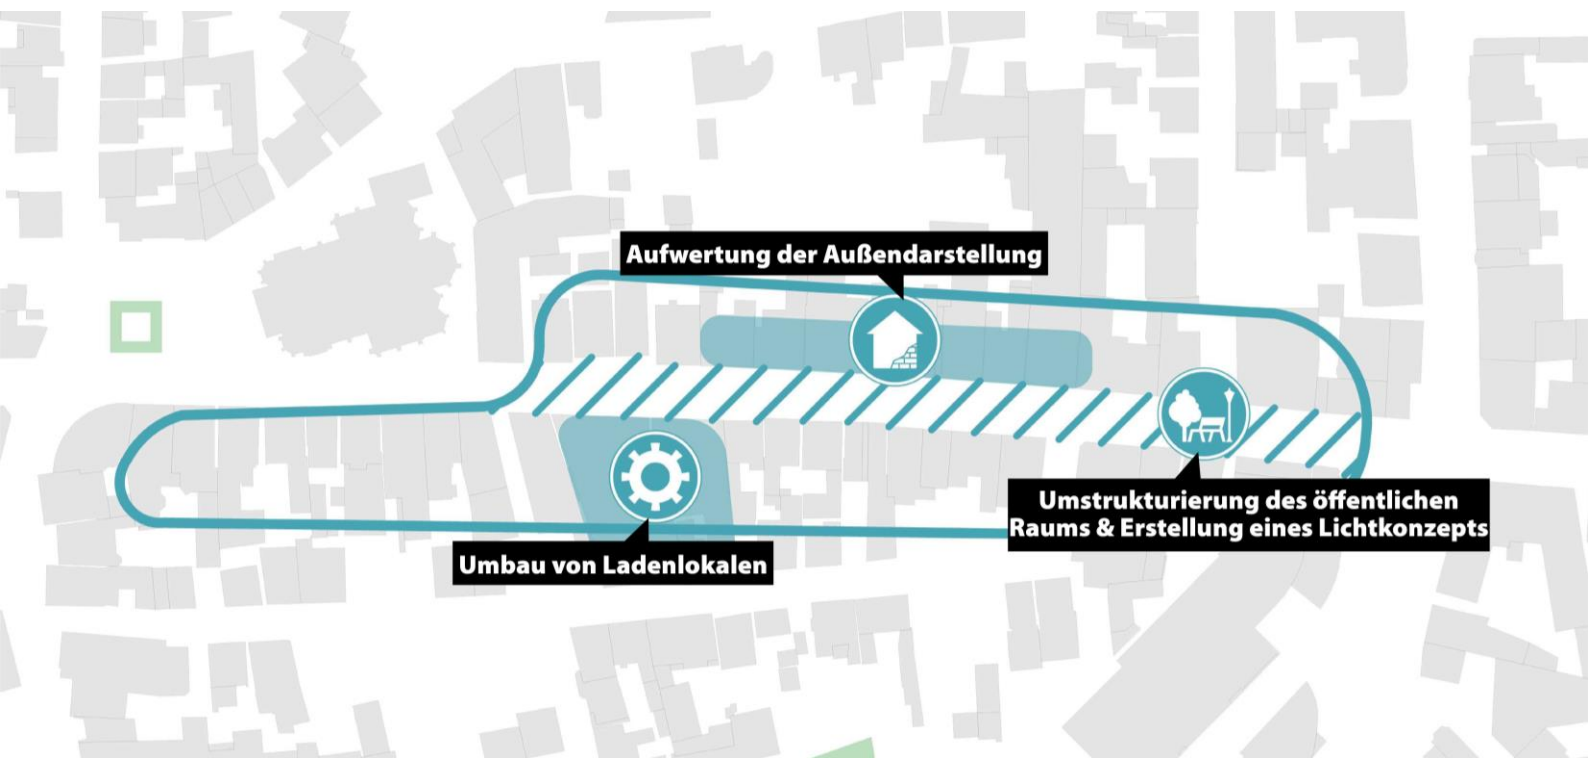 Aufwertung der Außendarstellung
Umstrukturierung des öffentlichen
Raums & Erstellung eines Lichtkonzepts
Umbau von Ladenlokalen